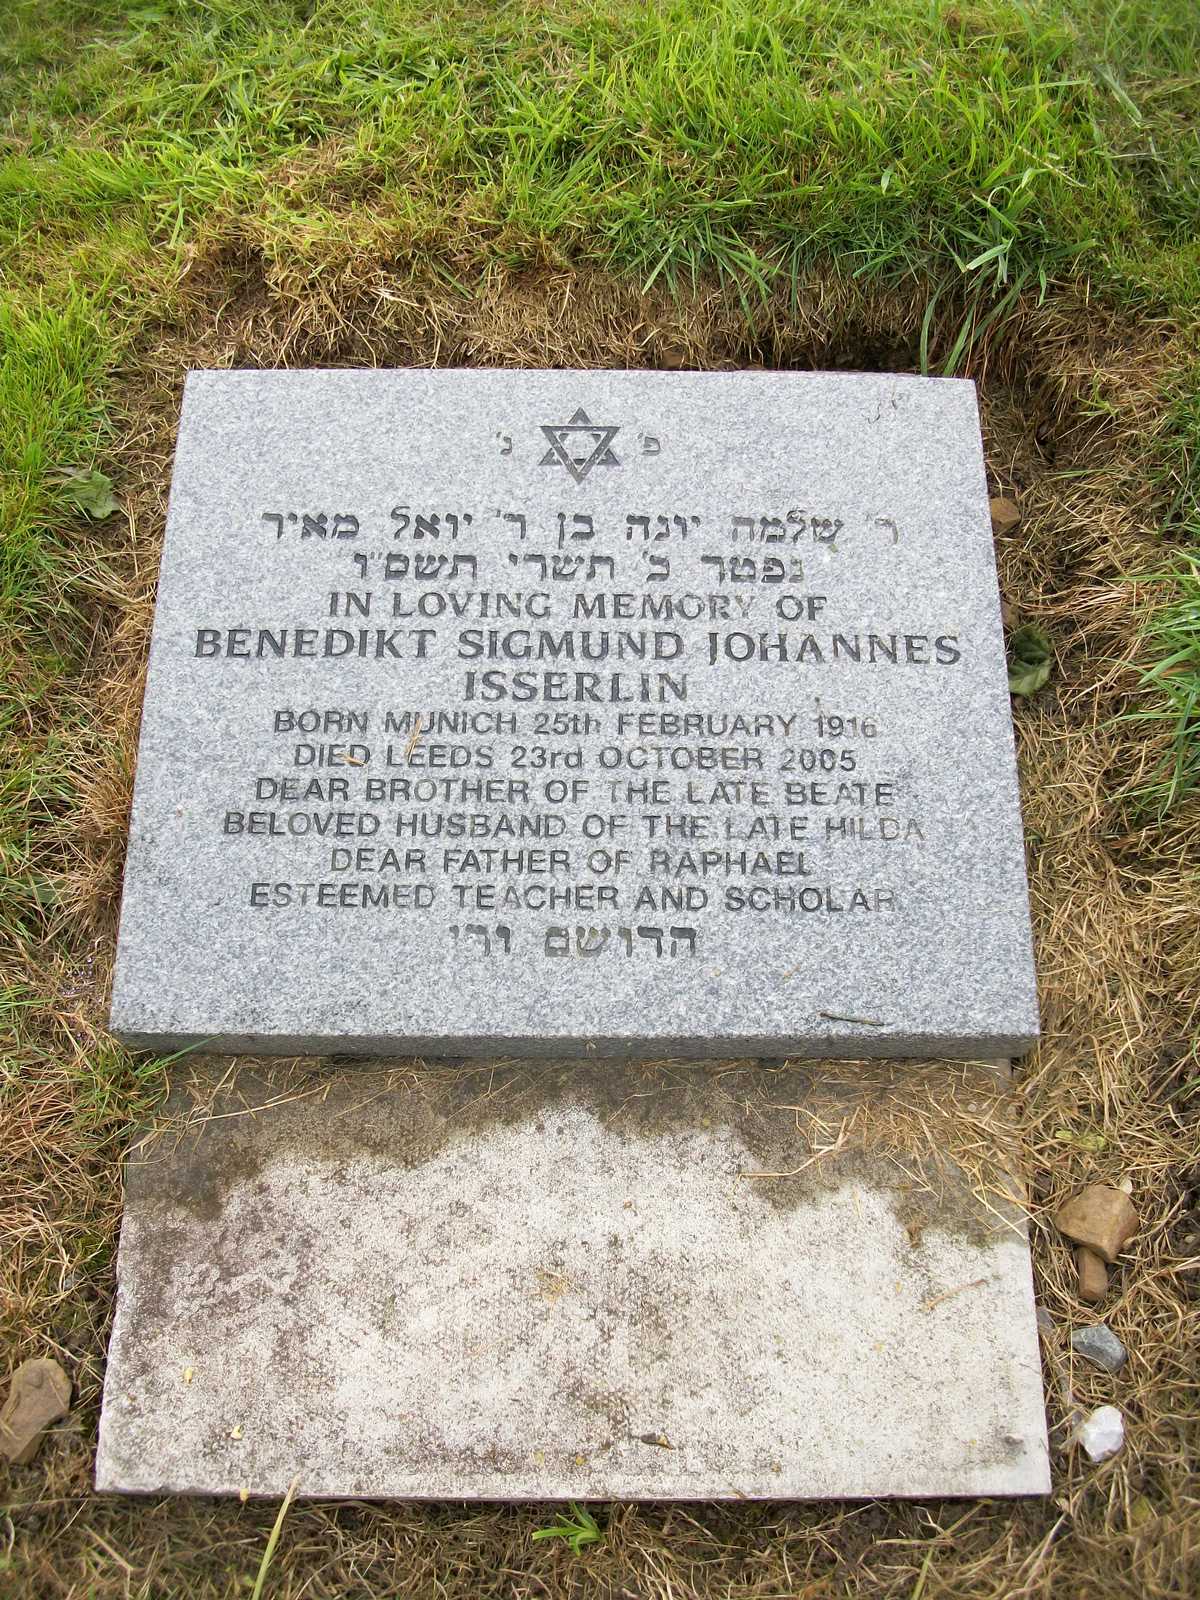 פ' נ'
ר' שלמה יונה בן ר' יואל מאיר
נפטר כ' תשרי תשס"ו
IN LOVING MEMORY OF
BENEDIKT SIGMUND JOHANNES
ISSERLIN
BORN MUNICH 25th FEBRUARY 1916
DIED LEEDS 23rd OCTOBER 2005
DEAR BROTHER OF THE LATE BEATE
BELOVED HUSBAND OF THE LATE HILDA
DEAR FATHER OF RAPHAEL
ESTEEMED TEACHER AND SCHOLAR
הדושם ורי